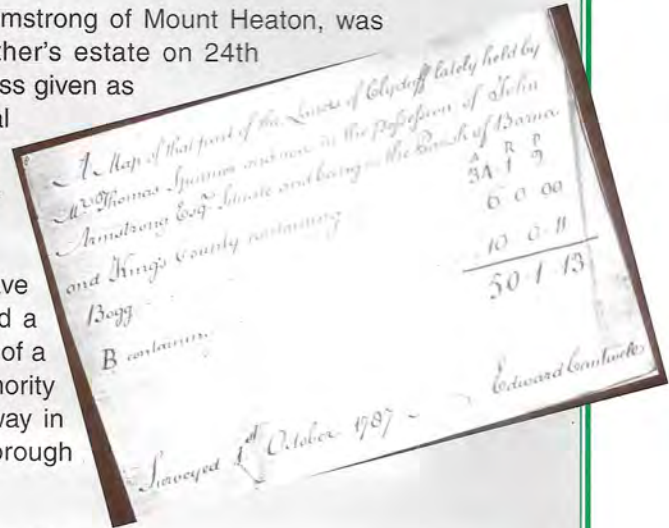 mstrong of Mount Heaton, was
ther's estate on 24th
ss given as
al
ve
d a
of a
nority
way in
orough
A Map of that part of the Lands of Clyduff lately held by
Mr Thomas Spunner and now in the possession of John
Armstrong Esqr Situate and being in the Parish of Barna
and King's County containing
A R P
34 1 2
Bogg 6 0 00
B containing 10 0 11
50 1 13
Surveyed 1st October 1787
Edward Cantwell